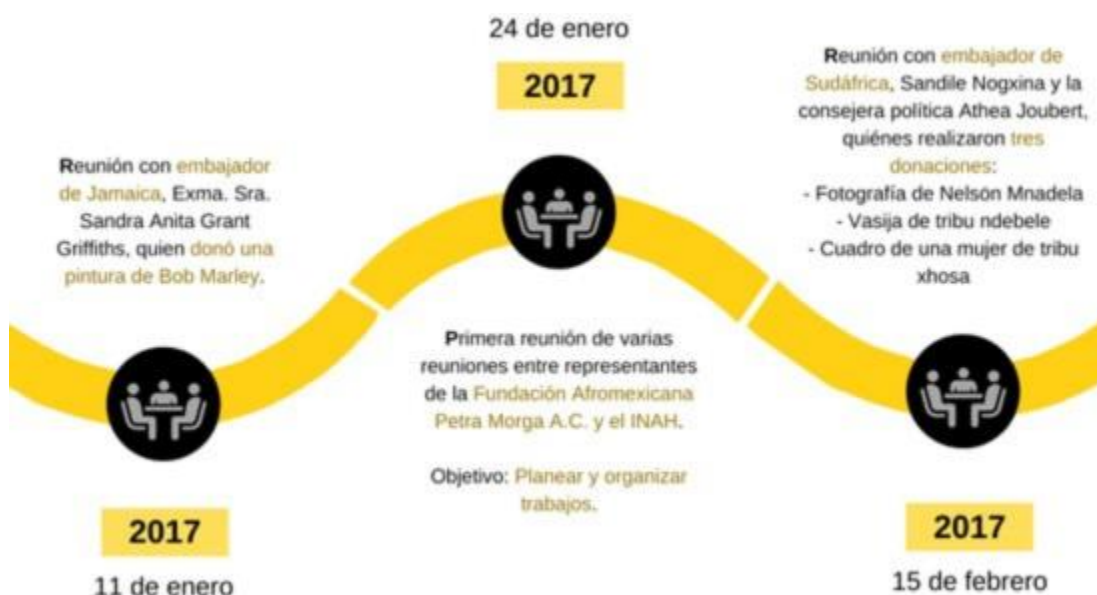 Reunión con embajador
de Jamaica, Exma. Sra.
Sandra Anita Grant
Griffiths, quien donó una
pintura de Bob Marley.
2017
11 de enero
24 de enero
2017
Primera reunión de varias
reuniones entre representantes
de la Fundación Afromexicana
Petra Morga A.C. y el INAH.
Objetivo: Planear y organizar
trabajos.
Reunión con embajador de
Sudáfrica, Sandile Nogxina y la
consejera política Athea Joubert,
quiénes realizaron tres
donaciones:
- Fotografía de Nelsón Mnadela
- Vasija de tribu ndebele
- Cuadro de una mujer de tribu
xhosa
2017
15 de febrero